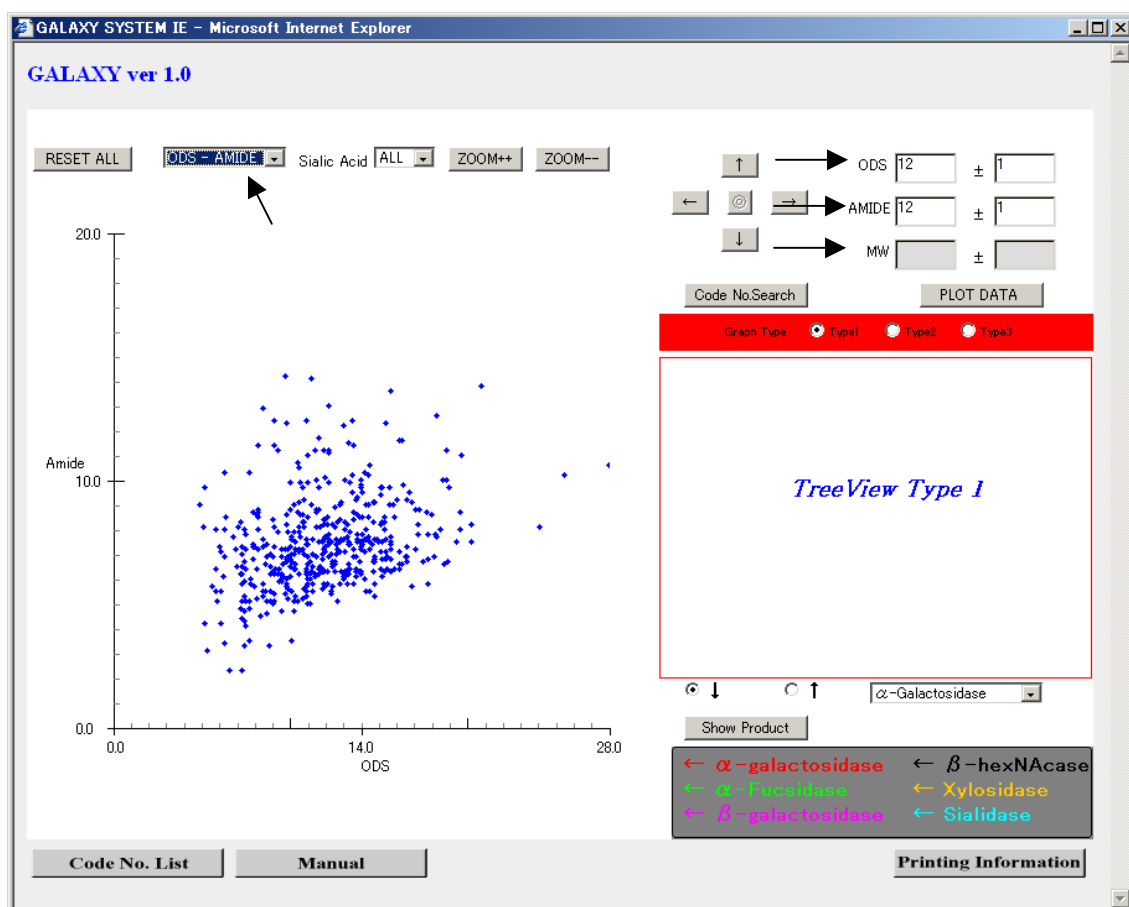 GALAXY SYSTEM IE - Microsoft Internet Explorer
GALAXY ver 1.0
RESET ALL
ODS - AMIDE
Sialic Acid
ALL
ZOOM++
ZOOM--
↑
←
◎
→
↓
ODS 12 ± 1
AMIDE 12 ± 1
MW ±
Code No.Search
PLOT DATA
Graph Type Type1 Type2 Type3
TreeView Type 1
20.0
Amide
10.0
0.0
0.0 14.0 28.0
ODS
↓ ↑ α-Galactosidase
Show Product
← α-galactosidase ← β-hexNAcase
← α-Fucsidase ← Xylosidase
← β-galactosidase ← Sialidase
Code No. List
Manual
Printing Information